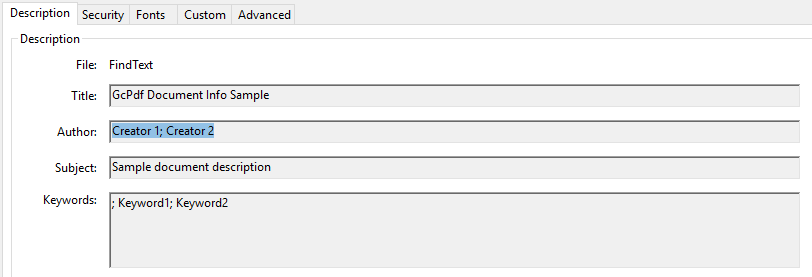 Description Security Fonts Custom Advanced
Description
File: FindText
Title: GcPdf Document Info Sample
Author: Creator 1; Creator 2
Subject: Sample document description
Keywords: ; Keyword1; Keyword2